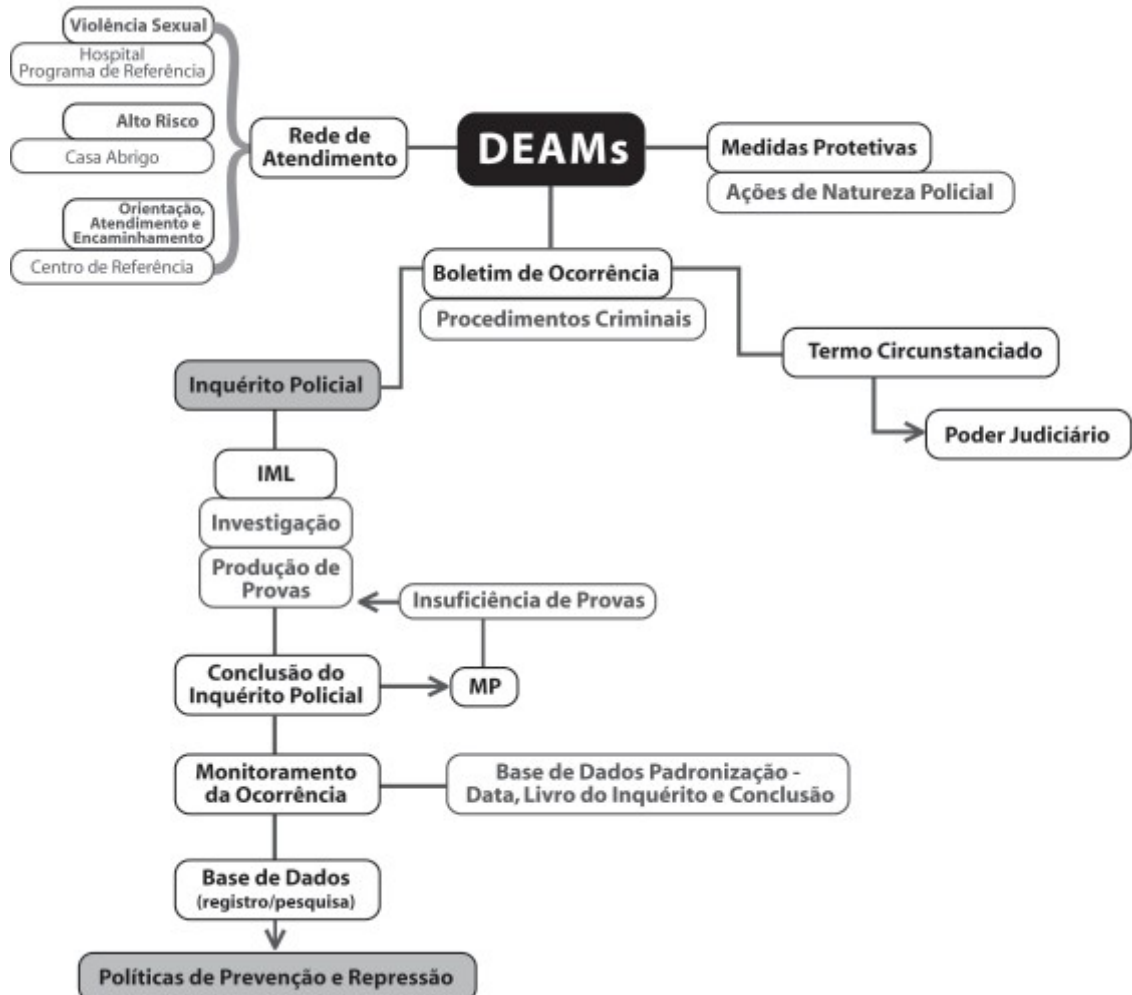 Violência Sexual
Hospital
Programa de Referência
Alto Risco
Casa Abrigo
Orientação,
Atendimento e
Encaminhamento
Centro de Referência
Rede de
Atendimento
DEAMs
Medidas Protetivas
Ações de Natureza Policial
Boletim de Ocorrência
Procedimentos Criminais
Termo Circunstanciado
Poder Judiciário
Inquérito Policial
IML
Investigação
Produção de
Provas
Insuficiência de Provas
Conclusão do
Inquérito Policial
MP
Monitoramento
da Ocorrência
Base de Dados Padronização -
Data, Livro do Inquérito e Conclusão
Base de Dados
(registro/pesquisa)
Políticas de Prevenção e Repressão